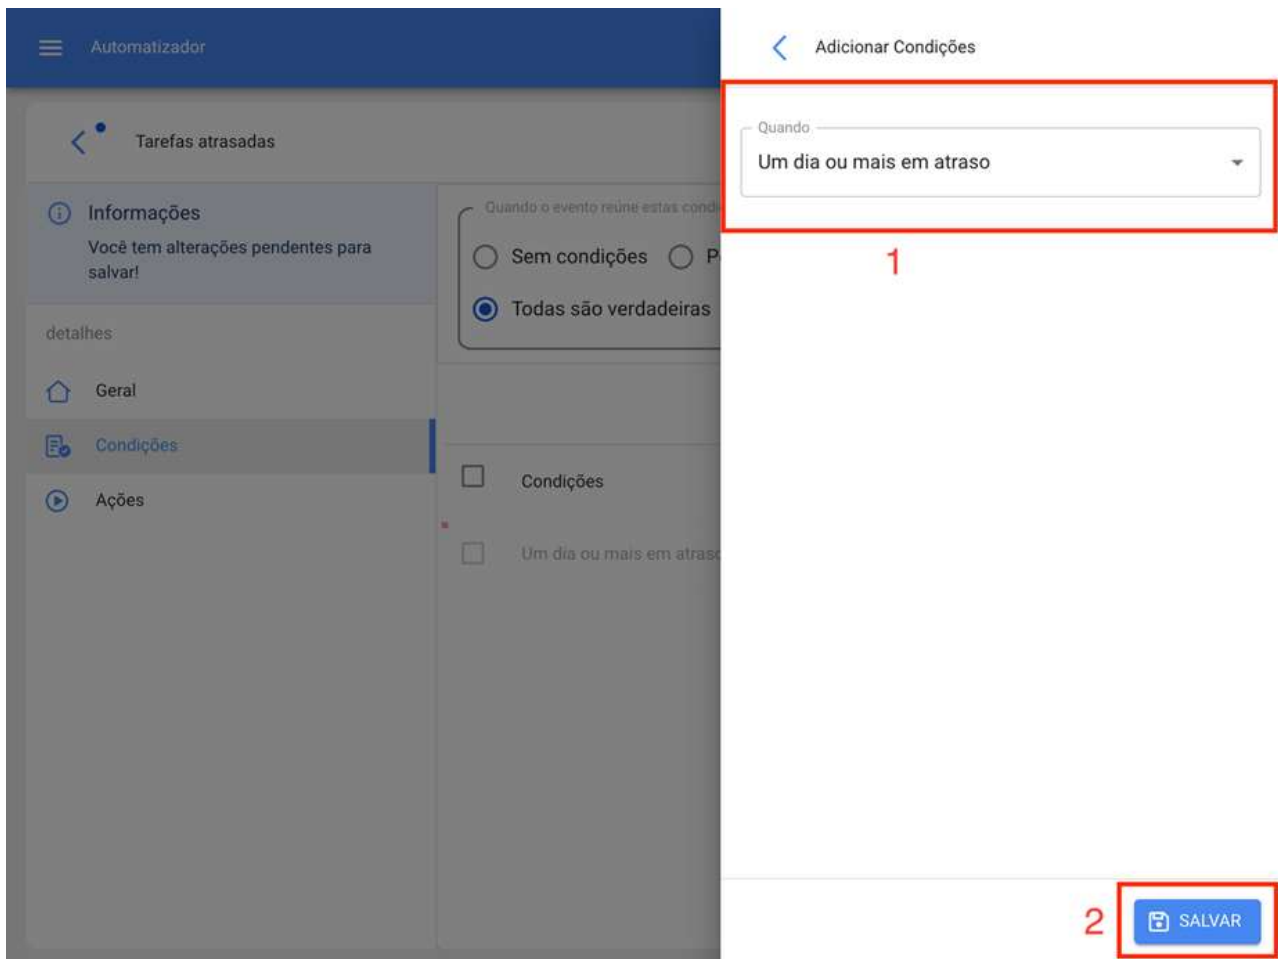 Automatizador
Adicionar Condições
Tarefas atrasadas
Quando
Um dia ou mais em atraso
1
Informações
Você tem alterações pendentes para
salvar!
Quando o evento reúne estas
Sem condições
Todas são verdadeiras
detalhes
Geral
Condições
Ações
Condições
Um dia ou mais em atraso
2
SALVAR